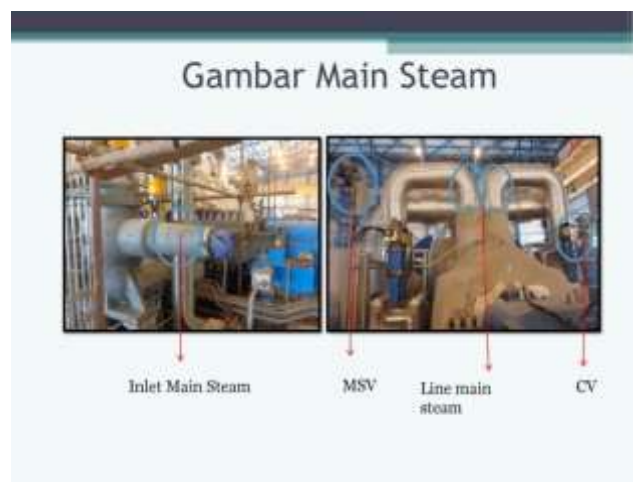 Gambar Main Steam
Inlet Main Steam
MSV
Line main
steam
CV